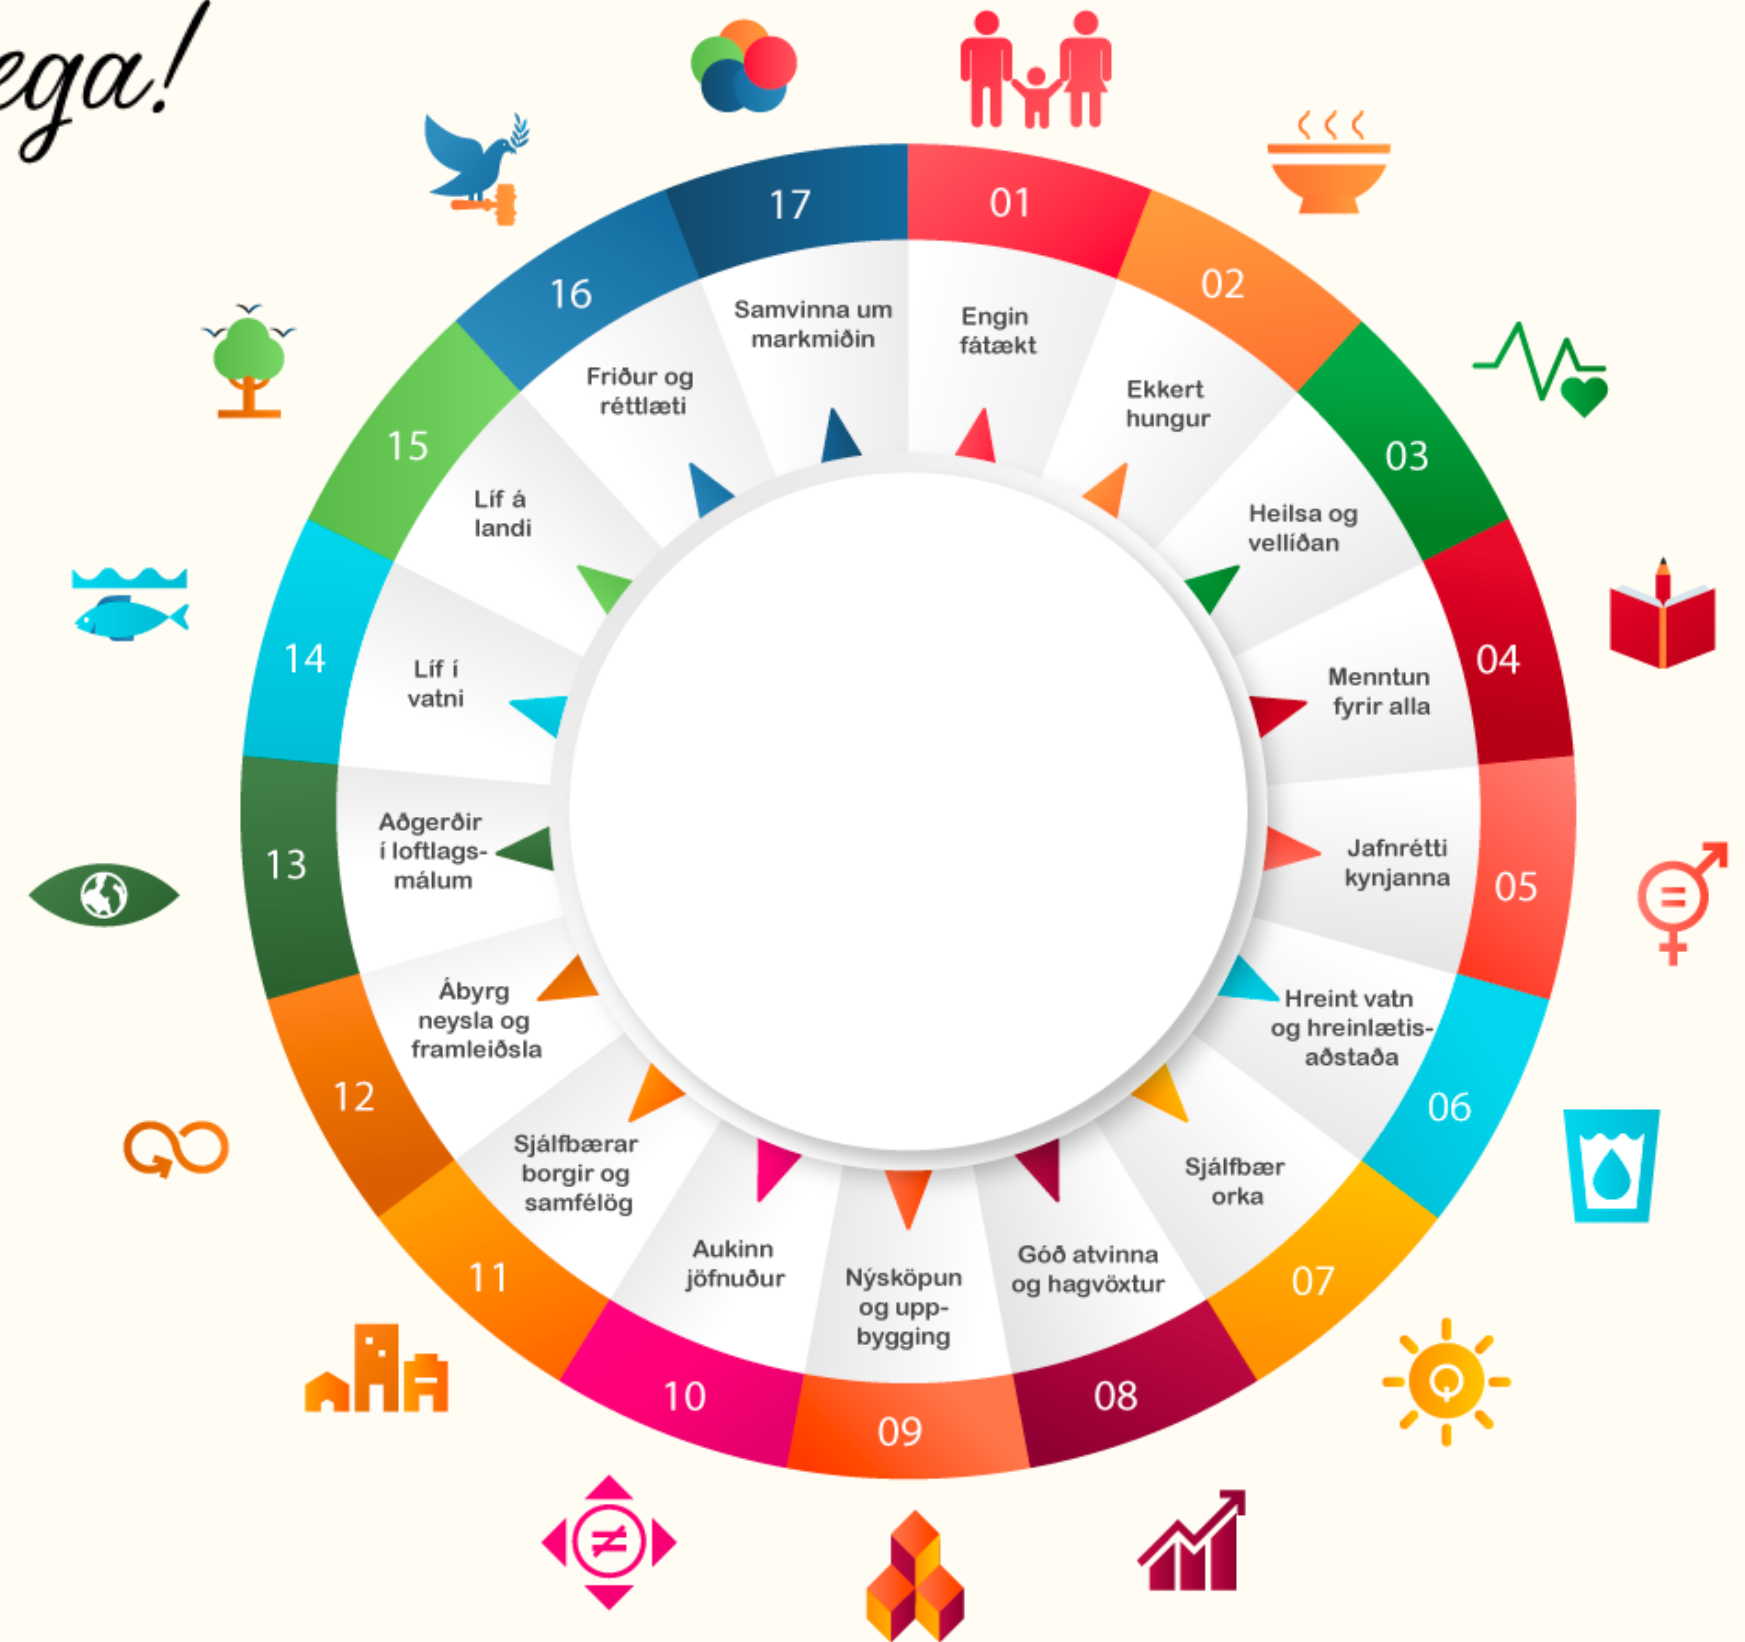 ega!
01
Engin
fátækt
02
Ekkert
hungur
03
Heilsa og
vellíðan
04
Menntun
fyrir alla
05
Jafnrétti
kynjanna
06
Hreint vatn
og hreinlætis-
aðstaða
07
Sjálfbær
orka
08
Góð atvinna
og hagvöxtur
09
Nýsköpun
og upp-
bygging
10
Aukinn
jöfnuður
11
Sjálfbærar
borgir og
samfélög
12
Ábyrg
neysla og
framleiðsla
13
Aðgerðir
í loftlags-
málum
14
Líf í
vatni
15
Líf á
landi
16
Friður og
réttlæti
17
Samvinna um
markmiðin